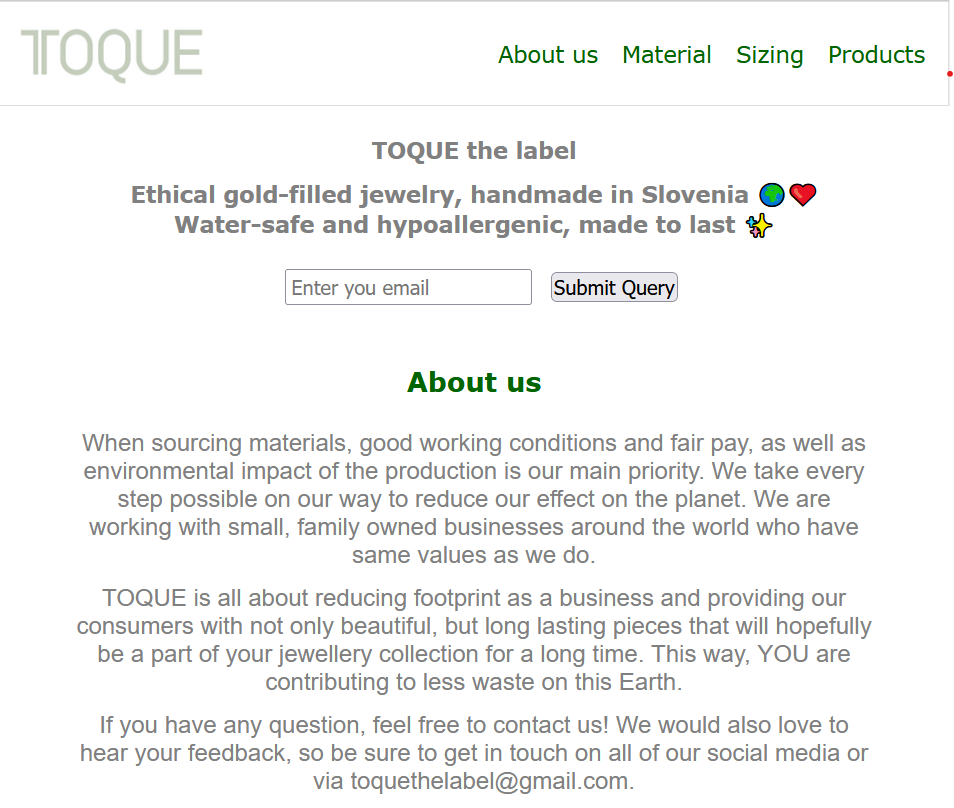 TOQUE
About us Material Sizing Products
TOQUE the label
Ethical gold-filled jewelry, handmade in Slovenia 🌍❤️
Water-safe and hypoallergenic, made to last ✨
Enter you email Submit Query
About us
When sourcing materials, good working conditions and fair pay, as well as
environmental impact of the production is our main priority. We take every
step possible on our way to reduce our effect on the planet. We are
working with small, family owned businesses around the world who have
same values as we do.
TOQUE is all about reducing footprint as a business and providing our
consumers with not only beautiful, but long lasting pieces that will hopefully
be a part of your jewellery collection for a long time. This way, YOU are
contributing to less waste on this Earth.
If you have any question, feel free to contact us! We would also love to
hear your feedback, so be sure to get in touch on all of our social media or
via toquethelabel@gmail.com.